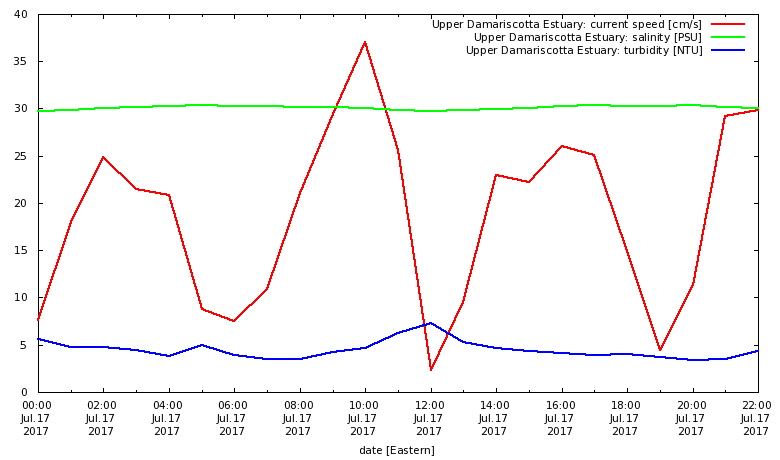 Upper Damariscotta Estuary: current speed [cm/s]
Upper Damariscotta Estuary: salinity [PSU]
Upper Damariscotta Estuary: turbidity [NTU]
40
35
30
25
20
15
10
5
0
00:00 02:00 04:00 06:00 08:00 10:00 12:00 14:00 16:00 18:00 20:00 22:00
Jul.17 Jul.17 Jul.17 Jul.17 Jul.17 Jul.17 Jul.17 Jul.17 Jul.17 Jul.17 Jul.17 Jul.17
2017 2017 2017 2017 2017 2017 2017 2017 2017 2017 2017 2017
date [Eastern]